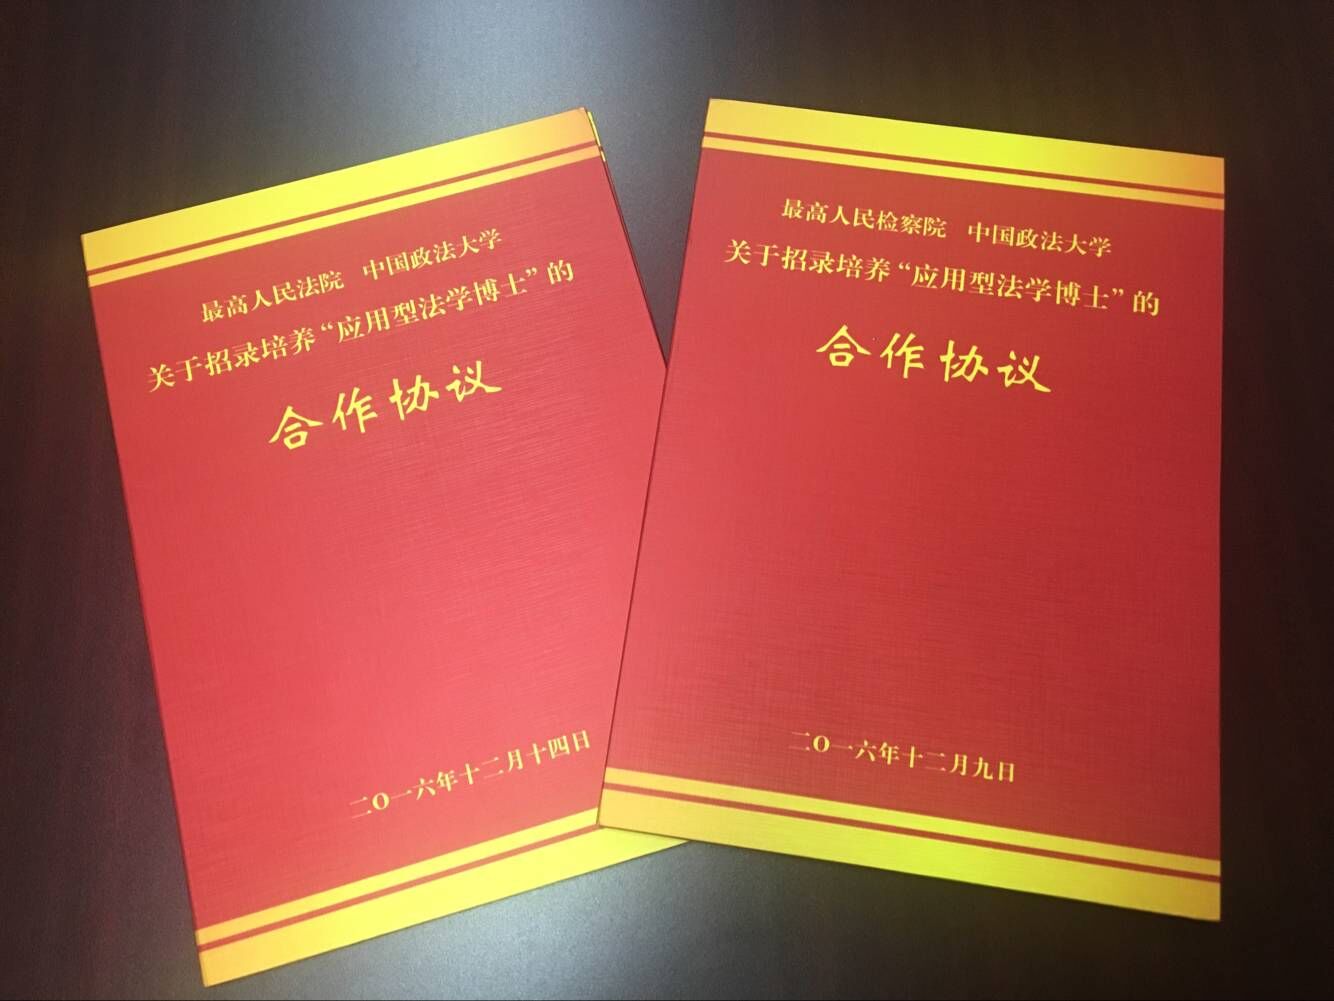 最高人民法院 中国政法大学
关于招录培养“应用型法学博士”的
合作协议
二〇一六年十二月十四日
最高人民检察院 中国政法大学
关于招录培养“应用型法学博士”的
合作协议
二〇一六年十二月九日